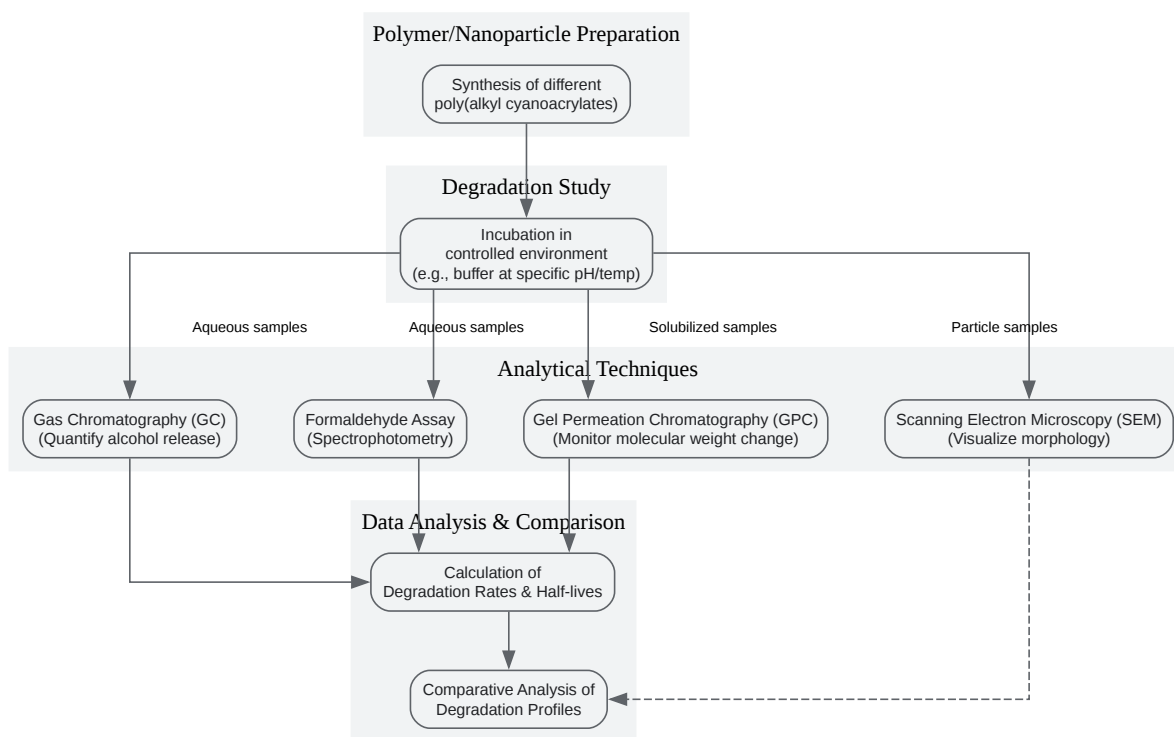 Polymer/Nanoparticle Preparation
Synthesis of different
poly(alkyl cyanoacrylates)
Degradation Study
Incubation in
controlled environment
(e.g., buffer at specific pH/temp)
Aqueous samples
Aqueous samples
Solubilized samples
Particle samples
Analytical Techniques
Gas Chromatography (GC)
(Quantify alcohol release)
Formaldehyde Assay
(Spectrophotometry)
Gel Permeation Chromatography (GPC)
(Monitor molecular weight change)
Scanning Electron Microscopy (SEM)
(Visualize morphology)
Data Analysis & Comparison
Calculation of
Degradation Rates & Half-lives
Comparative Analysis of
Degradation Profiles